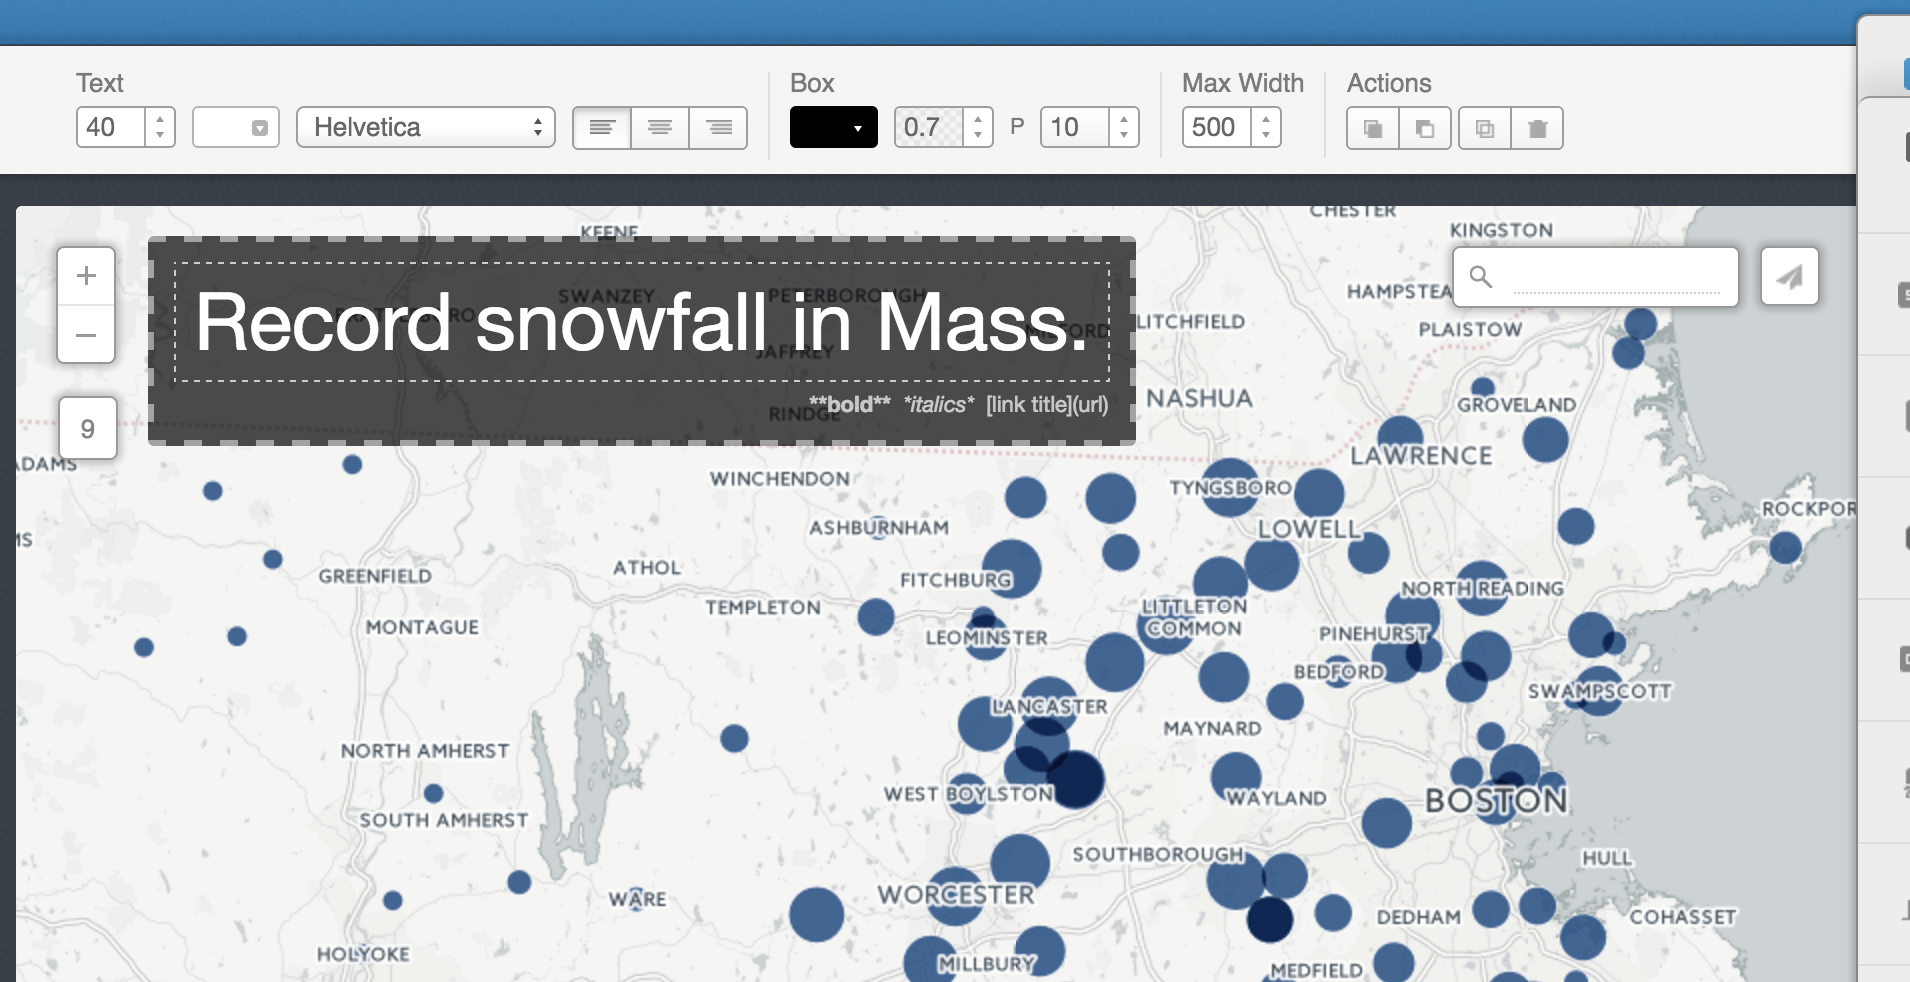 Text
Box
Max Width
Actions
40
Helvetica
0.7
P
10
500
CHESTER
KEENE
KINGSTON
+
SWANZEY
PETERBOROUGH
HAMPSTEA
Record snowfall in Mass.
MILFORD
LITCHFIELD
PLAISTOW
JAFFREY
NASHUA
**bold** *italics* [link title](url)
RINDGE
GROVELAND
9
LAWRENCE
ADAMS
WINCHENDON
TYNGSBORO
ROCKPOR
ASHBURNHAM
LOWELL
MS
ATHOL
GREENFIELD
FITCHBURG
NORTH READING
TEMPLETON
LITTLETON
COMMON
MONTAGUE
LEOMINSTER
PINEHURST
BEDFORD
SWAMPSCOTT
LANCASTER
MAYNARD
NORTH AMHERST
WEST BOYLSTON
WAYLAND
BOSTON
SOUTH AMHERST
SOUTHBOROUGH
HULL
WORCESTER
WARE
DEDHAM
COHASSET
HOLYOKE
MILLBURY
MEDFIELD